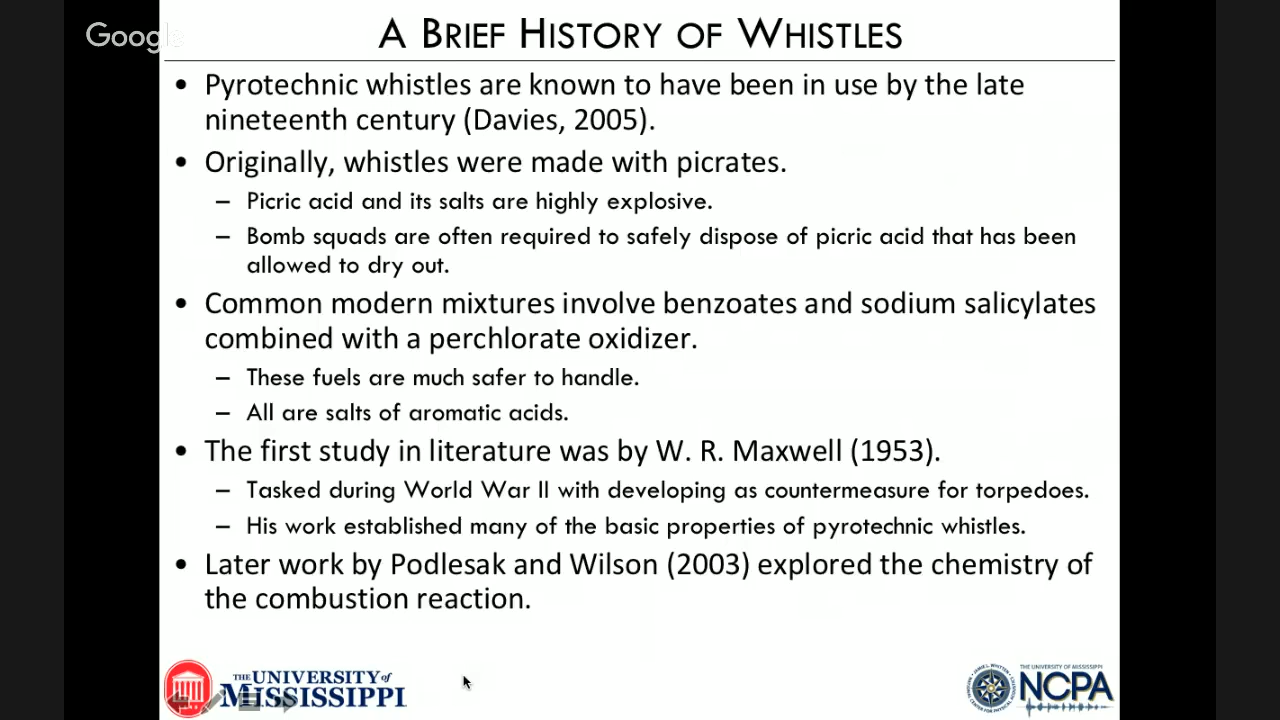 Google
A BRIEF HISTORY OF WHISTLES
• Pyrotechnic whistles are known to have been in use by the late
nineteenth century (Davies, 2005).
• Originally, whistles were made with picrates.
– Picric acid and its salts are highly explosive.
– Bomb squads are often required to safely dispose of picric acid that has been
allowed to dry out.
• Common modern mixtures involve benzoates and sodium salicylates
combined with a perchlorate oxidizer.
– These fuels are much safer to handle.
– All are salts of aromatic acids.
• The first study in literature was by W. R. Maxwell (1953).
– Tasked during World War II with developing as countermeasure for torpedoes.
– His work established many of the basic properties of pyrotechnic whistles.
• Later work by Podlesak and Wilson (2003) explored the chemistry of
the combustion reaction.
THE UNIVERSITY of
MISSISSIPPI
THE UNIVERSITY OF MISSISSIPPI
NCPA